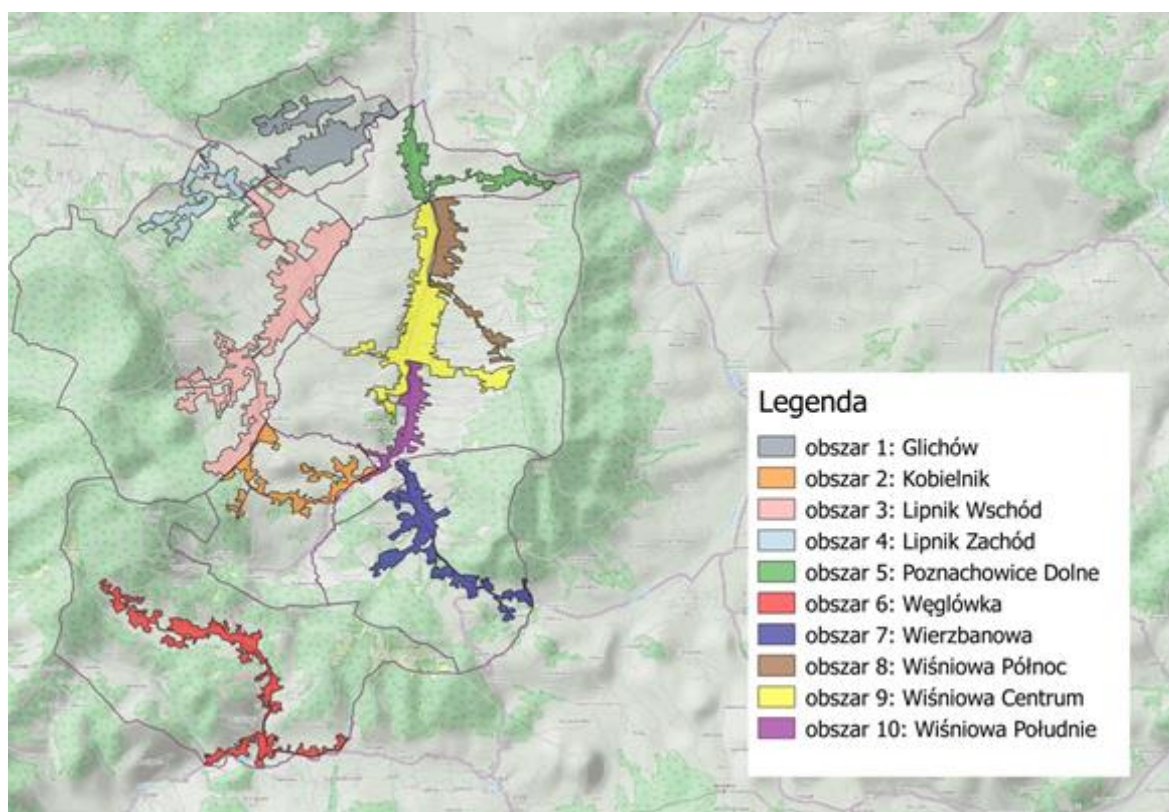 Legenda
obszar 1: Glichów
obszar 2: Kobielnik
obszar 3: Lipnik Wschód
obszar 4: Lipnik Zachód
obszar 5: Poznachowice Dolne
obszar 6: Węglówka
obszar 7: Wierzbanowa
obszar 8: Wiśniowa Północ
obszar 9: Wiśniowa Centrum
obszar 10: Wiśniowa Południe